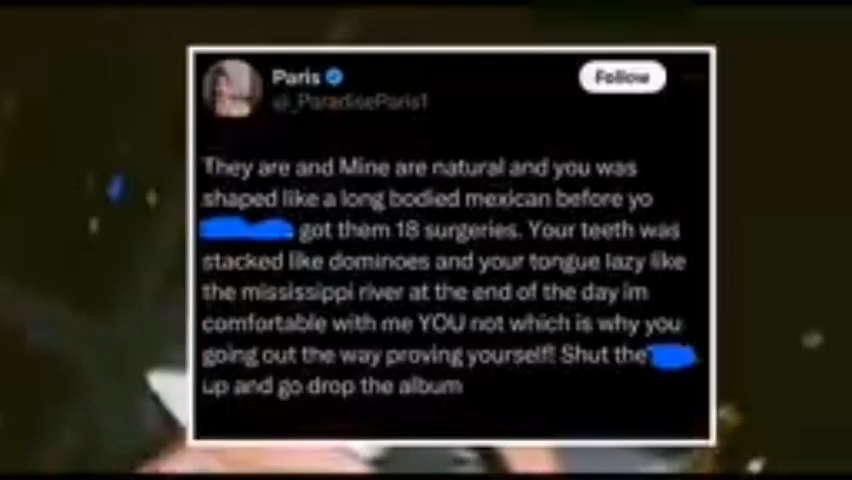 Paris
Follow
@_ParadiseParis1
They are and Mine are natural and you was
shaped like a long bodied mexican before yo
got them 18 surgeries. Your teeth was
stacked like dominoes and your tongue lazy like
the mississippi river at the end of the day im
comfortable with me YOU not which is why you
going out the way proving yourself! Shut the
up and go drop the album